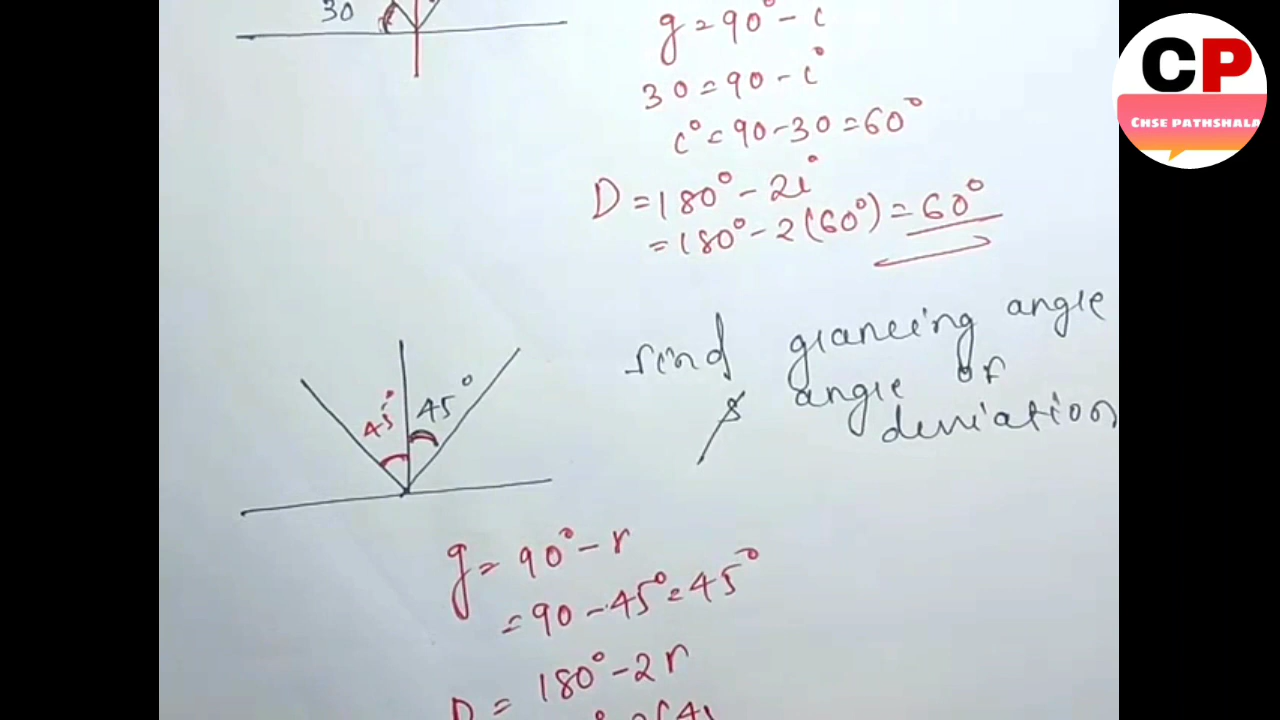 30
g = 90° - i
30 = 90 - i°
i° = 90 - 30 = 60°
D = 180° - 2i°
= 180° - 2(60°) = 60°
CP
CHSE PATHSHALA
find glancing angle
& angle of
deviation
45° 45°
g = 90° - r
= 90 - 45° = 45°
D = 180° - 2r